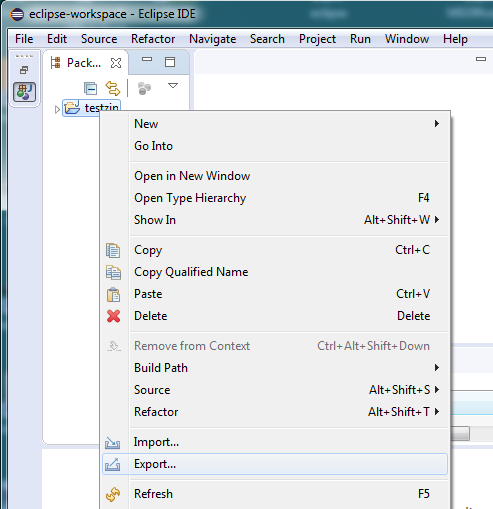 eclipse-workspace - Eclipse IDE
File Edit Source Refactor Navigate Search Project Run Window Help
Pack...
testzip
New
Go Into
Open in New Window
Open Type Hierarchy F4
Show In Alt+Shift+W
Copy Ctrl+C
Copy Qualified Name
Paste Ctrl+V
Delete Delete
Remove from Context Ctrl+Alt+Shift+Down
Build Path
Source Alt+Shift+S
Refactor Alt+Shift+T
Import...
Export...
Refresh F5